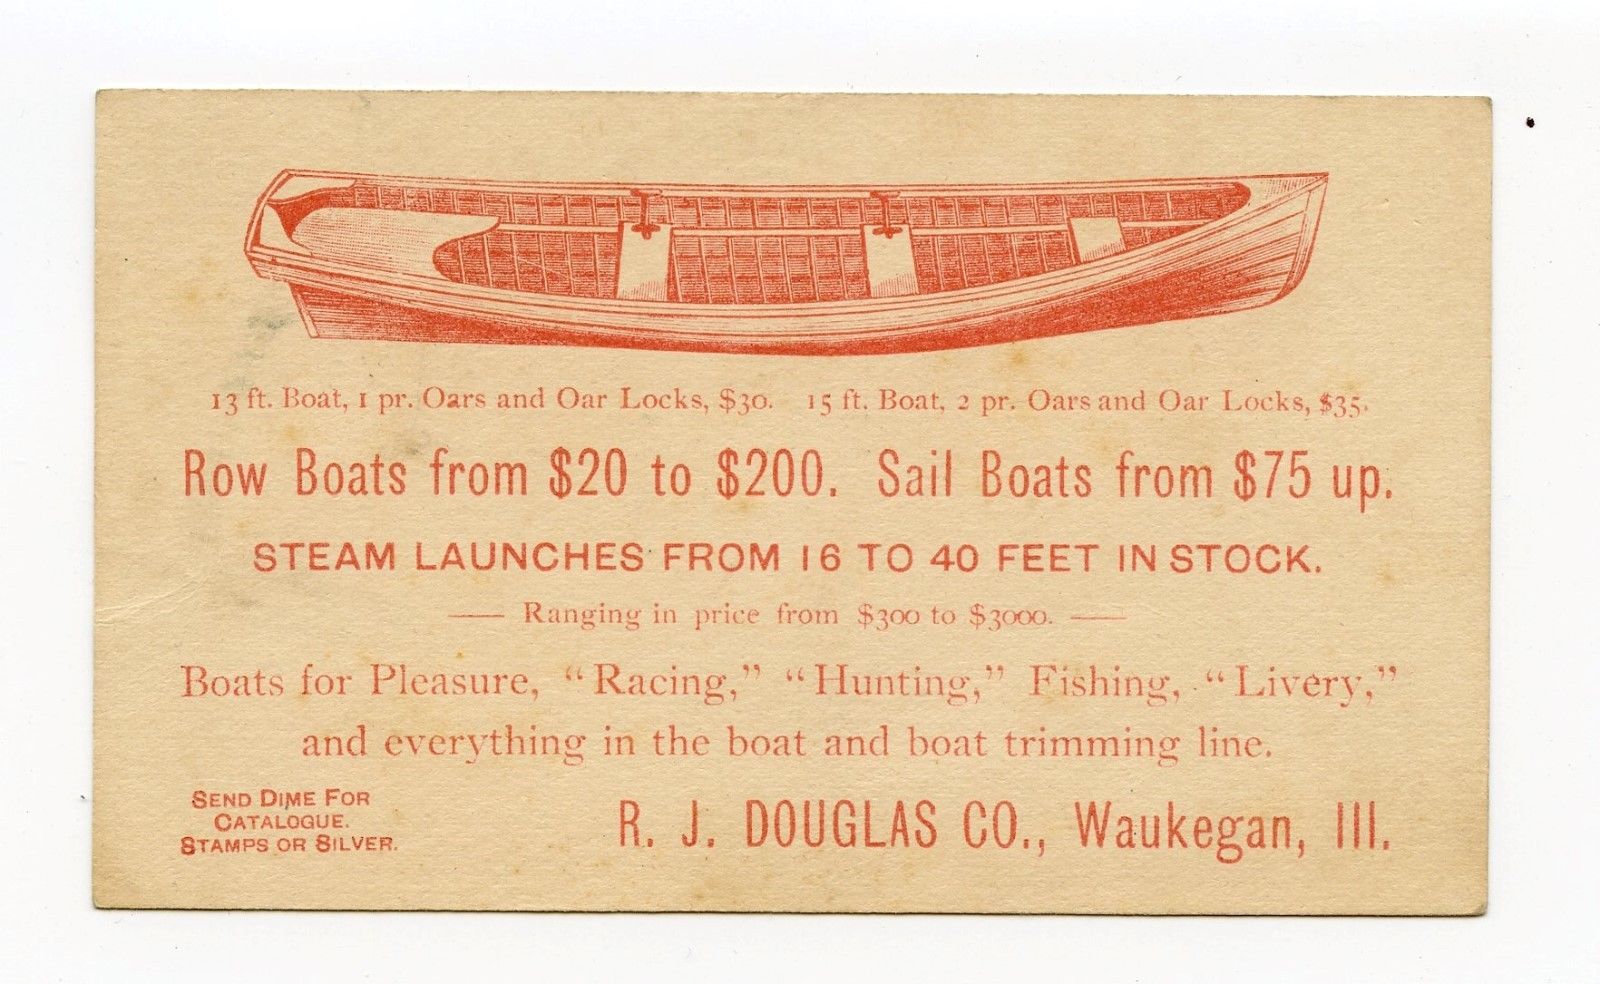 13 ft. Boat, 1 pr. Oars and Oar Locks, $30. 15 ft. Boat, 2 pr. Oars and Oar Locks, $35.
Row Boats from $20 to $200. Sail Boats from $75 up.
STEAM LAUNCHES FROM 16 TO 40 FEET IN STOCK.
— Ranging in price from $300 to $3000. —
Boats for Pleasure, “Racing,” “Hunting,” Fishing, “Livery,”
and everything in the boat and boat trimming line.
SEND DIME FOR
CATALOGUE.
STAMPS OR SILVER.
R. J. DOUGLAS CO., Waukegan, Ill.